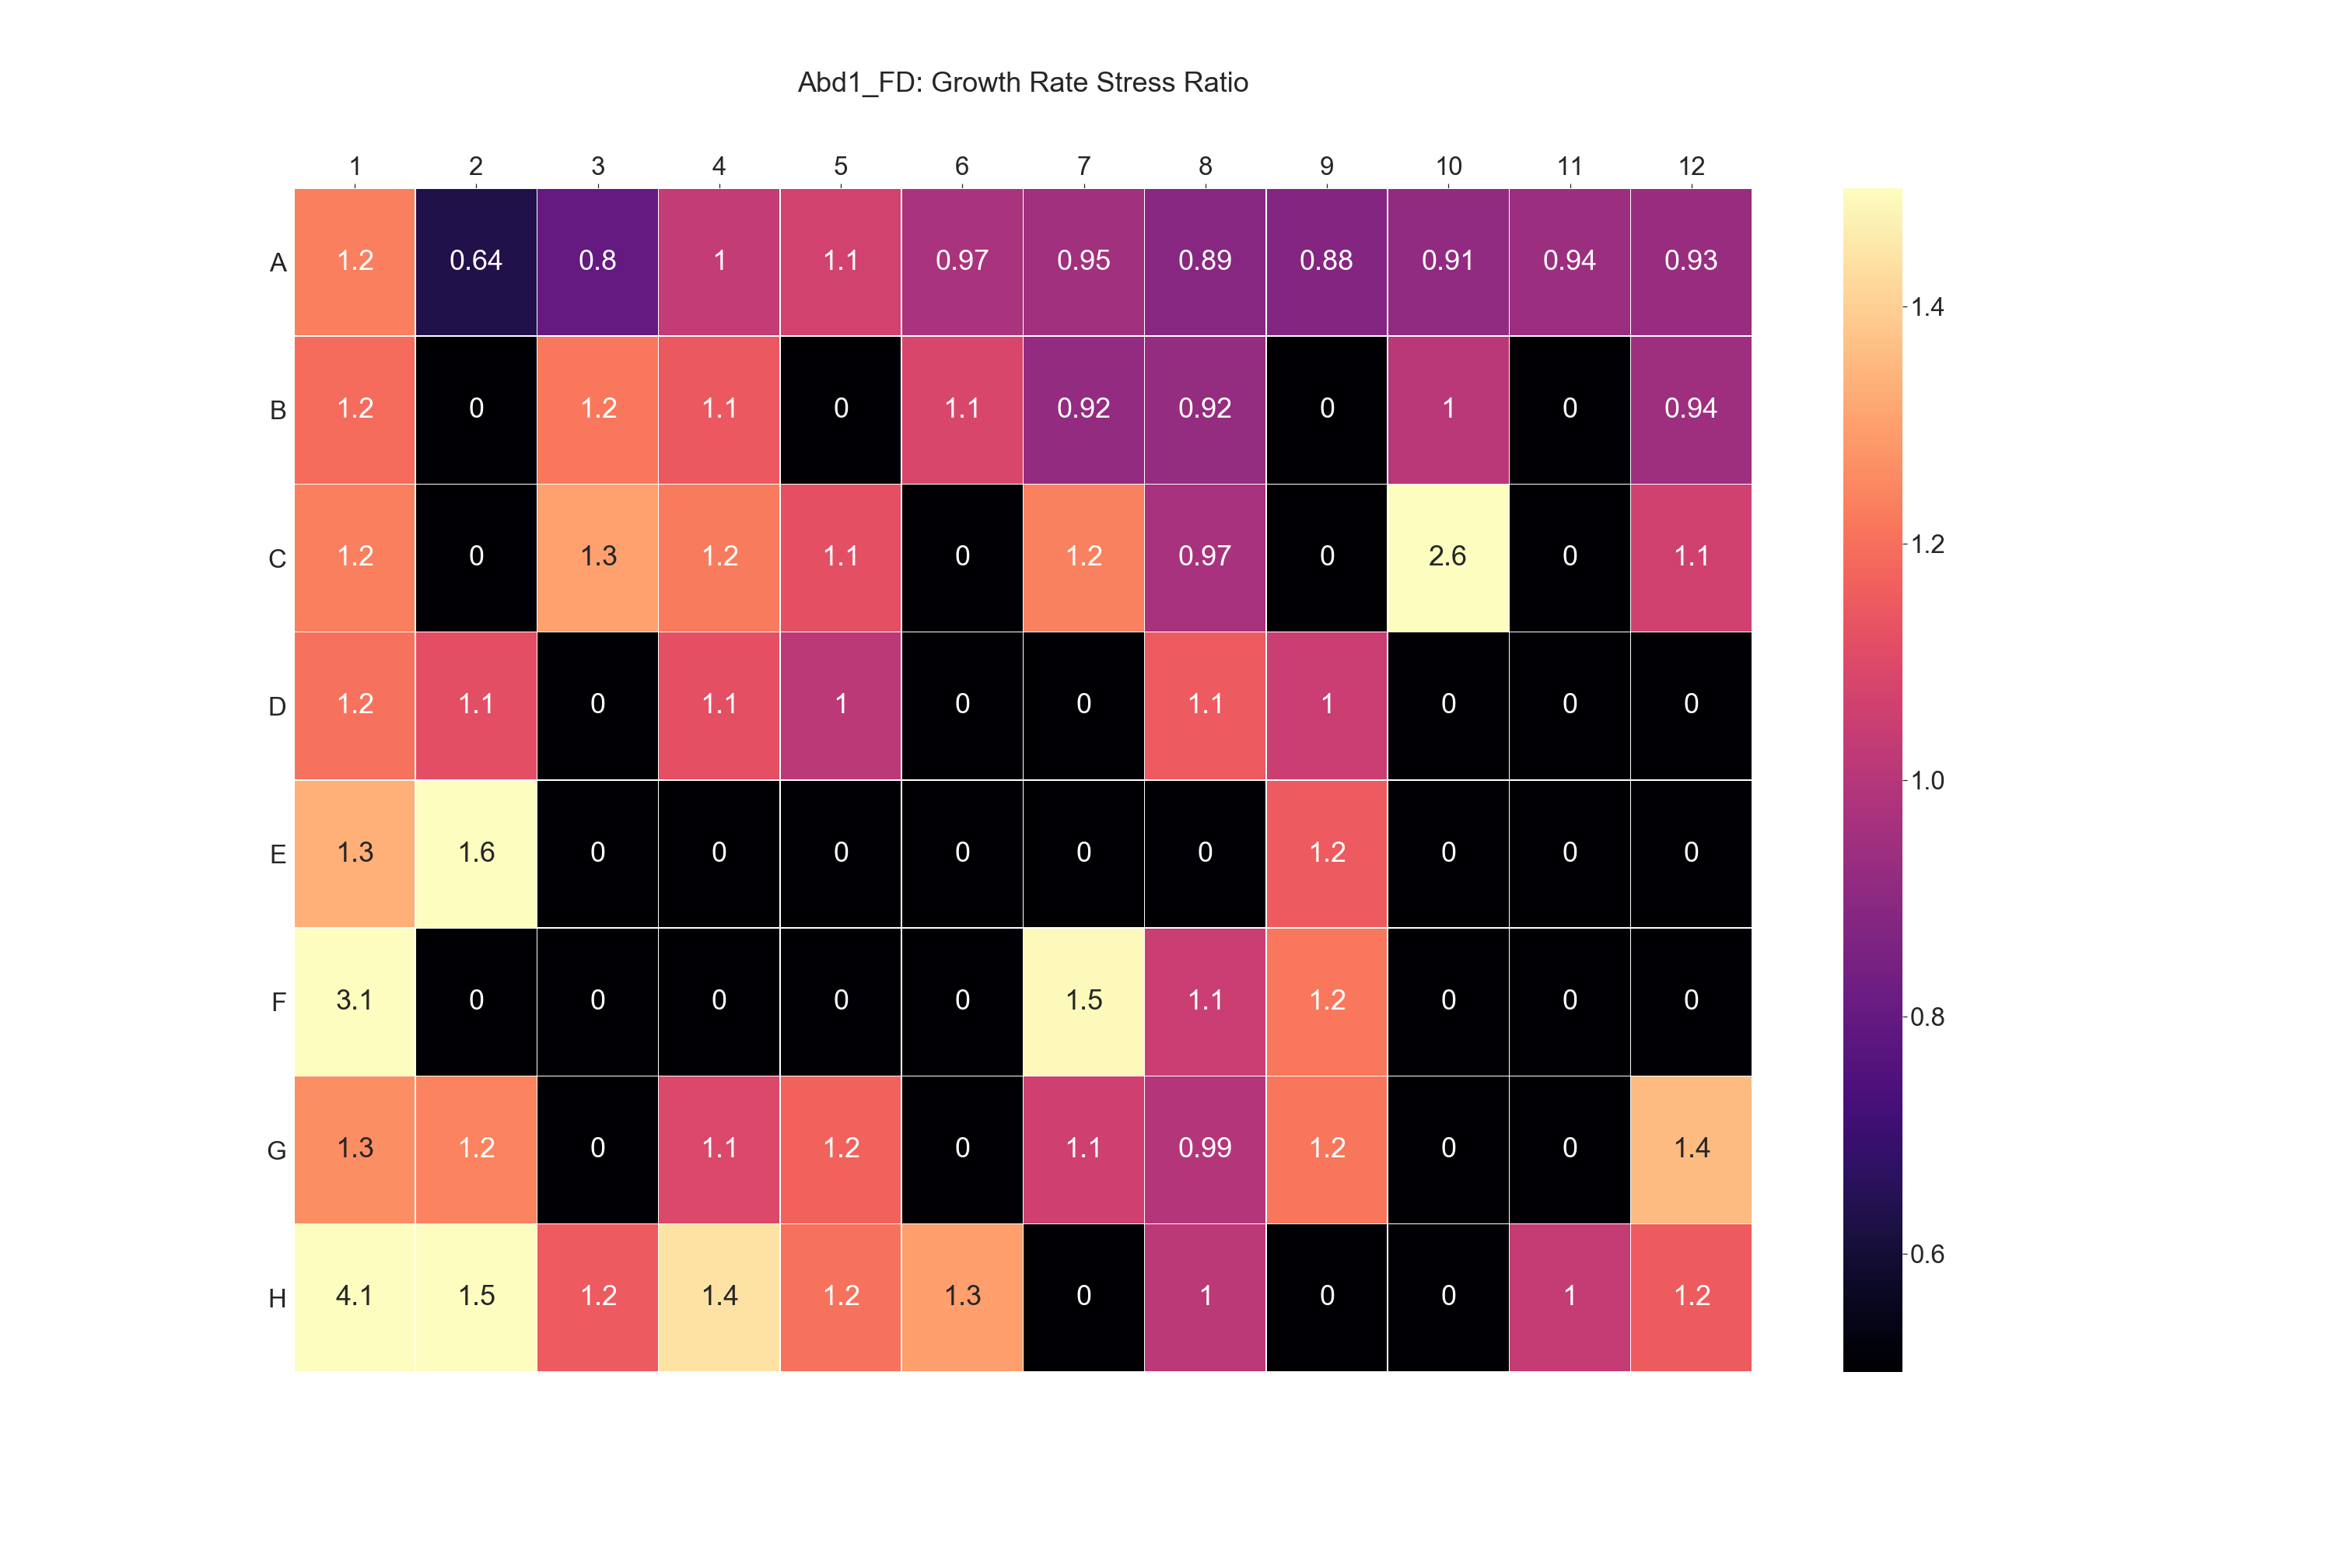 Abd1_FD: Growth Rate Stress Ratio
1 2 3 4 5 6 7 8 9 10 11 12
A 1.2 0.64 0.8 1 1.1 0.97 0.95 0.89 0.88 0.91 0.94 0.93
1.4
B 1.2 0 1.2 1.1 0 1.1 0.92 0.92 0 1 0 0.94
1.2
C 1.2 0 1.3 1.2 1.1 0 1.2 0.97 0 2.6 0 1.1
D 1.2 1.1 0 1.1 1 0 0 1.1 1 0 0 0
1.0
E 1.3 1.6 0 0 0 0 0 0 1.2 0 0 0
F 3.1 0 0 0 0 0 1.5 1.1 1.2 0 0 0
0.8
G 1.3 1.2 0 1.1 1.2 0 1.1 0.99 1.2 0 0 1.4
0.6
H 4.1 1.5 1.2 1.4 1.2 1.3 0 1 0 0 1 1.2